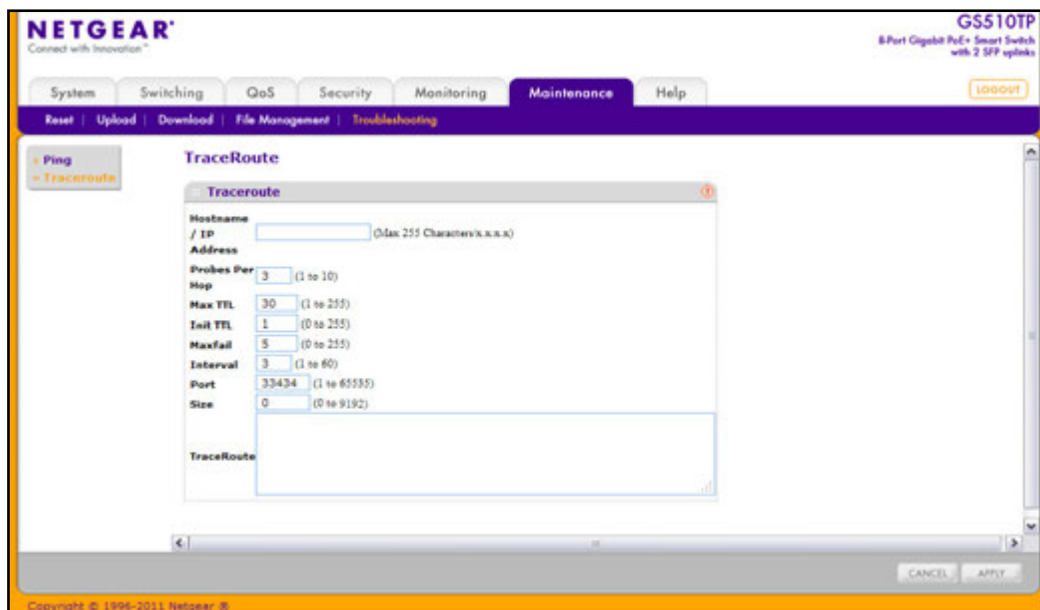 NETGEAR®
Connect with Innovation™
GS510TP
8-Port Gigabit PoE+ Smart Switch
with 2 SFP uplinks
System Switching QoS Security Monitoring Maintenance Help
LOGOUT
Reset | Upload | Download | File Management | Troubleshooting
Ping
Traceroute
TraceRoute
Traceroute
Hostname
/ IP
Address
(Max 255 Characters/x.x.x.x)
Probes Per
Hop
3 (1 to 10)
Max TTL 30 (1 to 255)
Init TTL 1 (0 to 255)
Maxfail 5 (0 to 255)
Interval 3 (1 to 60)
Port 33434 (1 to 65535)
Size 0 (0 to 9192)
TraceRoute
CANCEL APPLY
Copyright © 1996-2011 Netgear ®